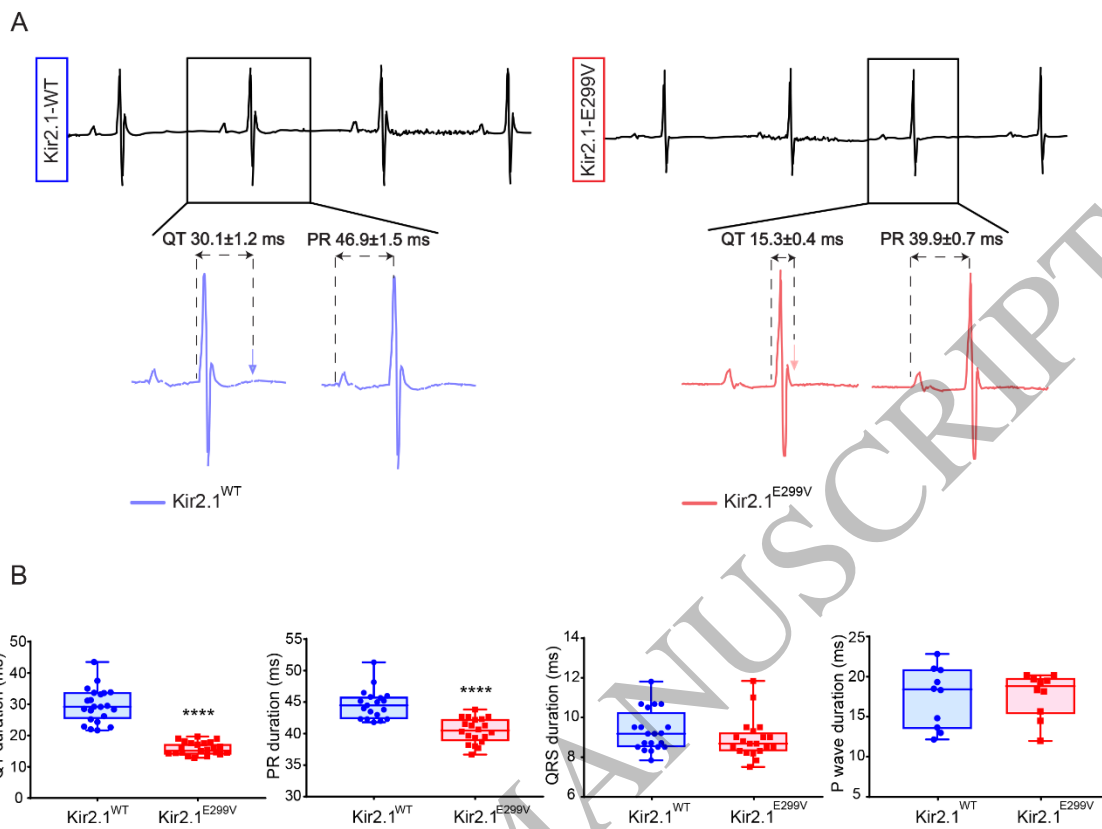 A
Kir2.1-WT
Kir2.1-E299V
QT 30.1±1.2 ms
PR 46.9±1.5 ms
QT 15.3±0.4 ms
PR 39.9±0.7 ms
Kir2.1WT
Kir2.1E299V
MANUSCRIPT
B
QT duration (ms)
50
40
30
20
10
0
****
Kir2.1WT
Kir2.1E299V
PR duration (ms)
55
50
45
40
35
30
****
Kir2.1WT
Kir2.1E299V
QRS duration (ms)
14
12
10
8
6
Kir2.1WT
Kir2.1E299V
P wave duration (ms)
25
20
15
10
5
Kir2.1WT
Kir2.1E299V